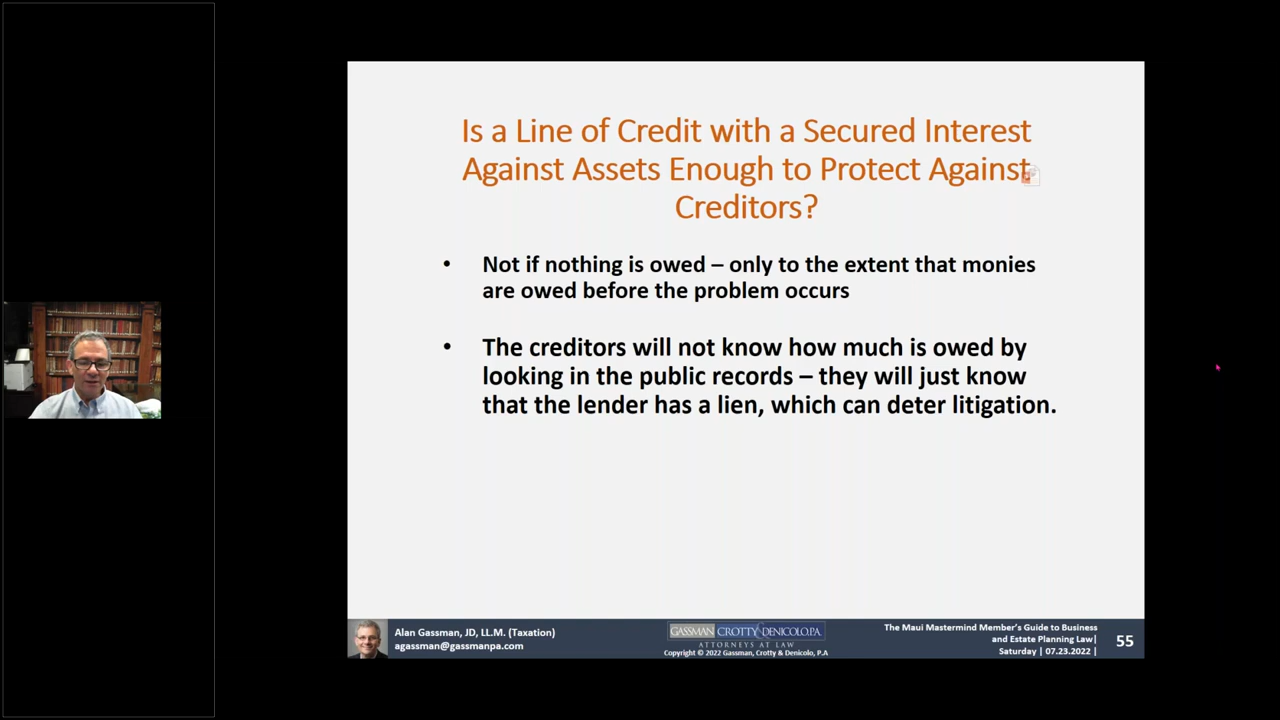 Is a Line of Credit with a Secured Interest
Against Assets Enough to Protect Against
Creditors?
• Not if nothing is owed – only to the extent that monies
are owed before the problem occurs
• The creditors will not know how much is owed by
looking in the public records – they will just know
that the lender has a lien, which can deter litigation.
Alan Gassman, JD, LL.M. (Taxation)
agassman@gassmanpa.com
GASSMAN CROTTY & DENICOLO, P.A.
ATTORNEYS AT LAW
Copyright © 2022 Gassman, Crotty & Denicolo, P.A
The Maui Mastermind Member's Guide to Business
and Estate Planning Law|
Saturday | 07.23.2022 |
55